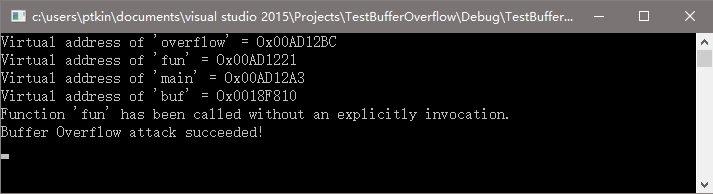 c:\users\ptkin\documents\visual studio 2015\Projects\TestBufferOverflow\Debug\TestBuffer...
Virtual address of 'overflow' = 0x00AD12BC
Virtual address of 'fun' = 0x00AD1221
Virtual address of 'main' = 0x00AD12A3
Virtual address of 'buf' = 0x0018F810
Function 'fun' has been called without an explicitly invocation.
Buffer Overflow attack succeeded!